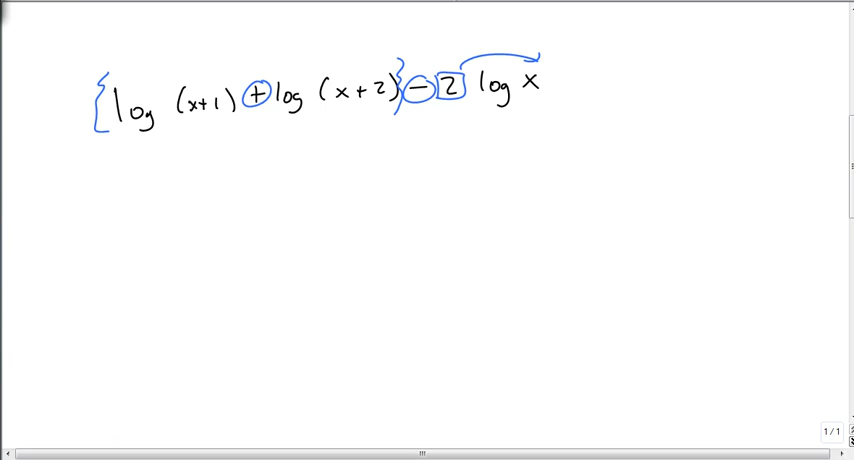 {log (x+1) + log (x+2)} - 2 log x
1/1